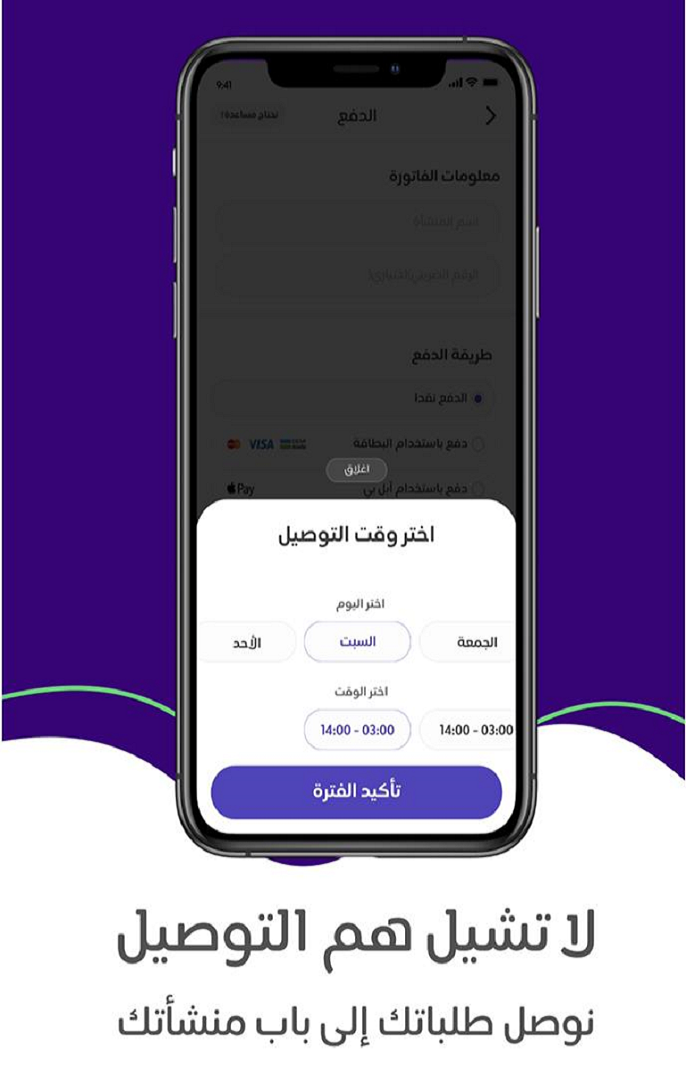 9:41
الدفع
تحتاج مساعدة؟
معلومات الفاتورة
اسم المنشأة
الرقم الضريبي(اختياري)
طريقة الدفع
الدفع نقدا
دفع باستخدام البطاقة VISA
اغلاق
دفع باستخدام أبل بي Pay
اختر وقت التوصيل
اختر اليوم
الجمعة السبت الأحد
اختر الوقت
14:00 - 03:00 14:00 - 03:00
تأكيد الفترة
لا تشيل هم التوصيل
نوصل طلباتك إلى باب منشأتك